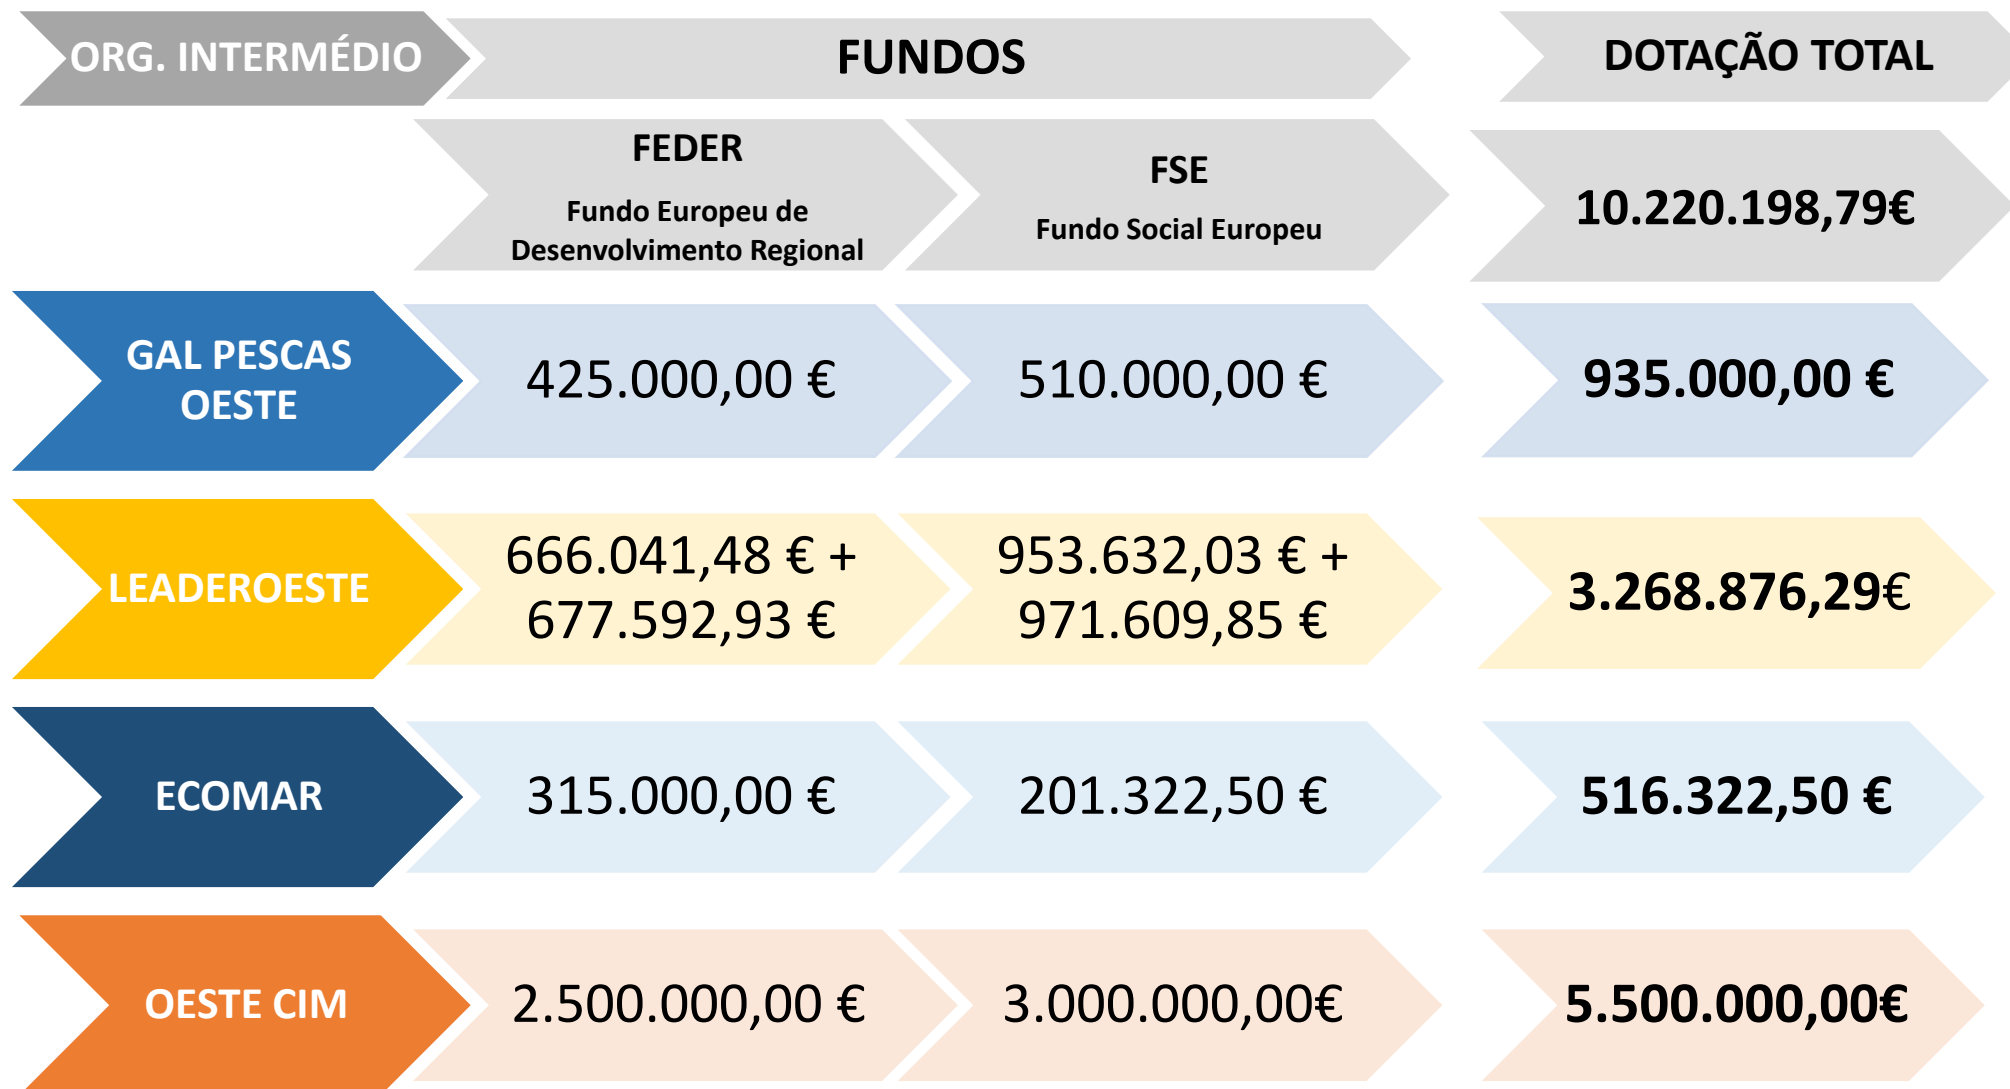 ORG. INTERMÉDIO
FUNDOS
DOTAÇÃO TOTAL
FEDER
Fundo Europeu de
Desenvolvimento Regional
FSE
Fundo Social Europeu
10.220.198,79€
GAL PESCAS
OESTE
425.000,00 €
510.000,00 €
935.000,00 €
LEADEROESTE
666.041,48 € +
677.592,93 €
953.632,03 € +
971.609,85 €
3.268.876,29€
ECOMAR
315.000,00 €
201.322,50 €
516.322,50 €
OESTE CIM
2.500.000,00 €
3.000.000,00€
5.500.000,00€